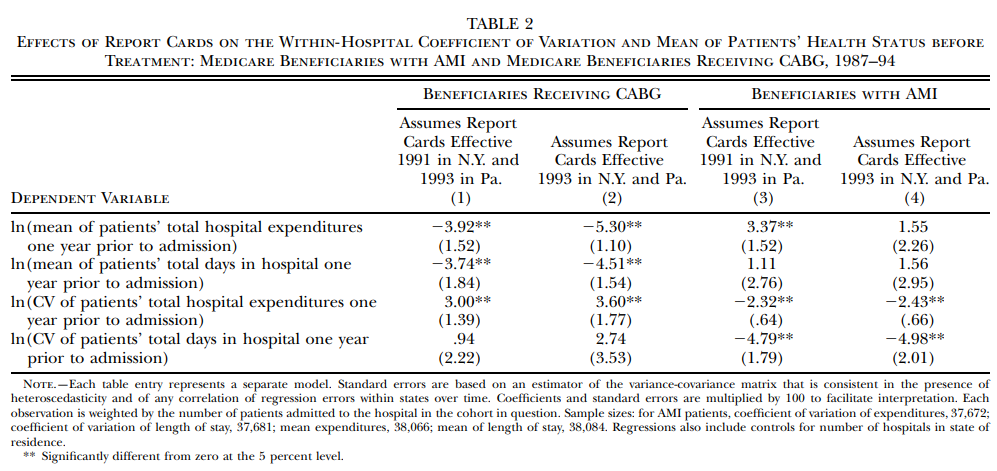 TABLE 2
EFFECTS OF REPORT CARDS ON THE WITHIN-HOSPITAL COEFFICIENT OF VARIATION AND MEAN OF PATIENTS' HEALTH STATUS BEFORE
TREATMENT: MEDICARE BENEFICIARIES WITH AMI AND MEDICARE BENEFICIARIES RECEIVING CABG, 1987–94
BENEFICIARIES RECEIVING CABG BENEFICIARIES WITH AMI
Assumes Report Assumes Report
Cards Effective Assumes Report Cards Effective Assumes Report
1991 in N.Y. and Cards Effective 1991 in N.Y. and Cards Effective
1993 in Pa. 1993 in N.Y. and Pa. 1993 in Pa. 1993 in N.Y. and Pa.
DEPENDENT VARIABLE (1) (2) (3) (4)
ln(mean of patients' total hospital expenditures −3.92** −5.30** 3.37** 1.55
one year prior to admission) (1.52) (1.10) (1.52) (2.26)
ln(mean of patients' total days in hospital one −3.74** −4.51** 1.11 1.56
year prior to admission) (1.84) (1.54) (2.76) (2.95)
ln(CV of patients' total hospital expenditures one 3.00** 3.60** −2.32** −2.43**
year prior to admission) (1.39) (1.77) (.64) (.66)
ln(CV of patients' total days in hospital one year .94 2.74 −4.79** −4.98**
prior to admission) (2.22) (3.53) (1.79) (2.01)
NOTE.—Each table entry represents a separate model. Standard errors are based on an estimator of the variance-covariance matrix that is consistent in the presence of
heteroscedasticity and of any correlation of regression errors within states over time. Coefficients and standard errors are multiplied by 100 to facilitate interpretation. Each
observation is weighted by the number of patients admitted to the hospital in the cohort in question. Sample sizes: for AMI patients, coefficient of variation of expenditures, 37,672;
coefficient of variation of length of stay, 37,681; mean expenditures, 38,066; mean of length of stay, 38,084. Regressions also include controls for number of hospitals in state of
residence.
** Significantly different from zero at the 5 percent level.